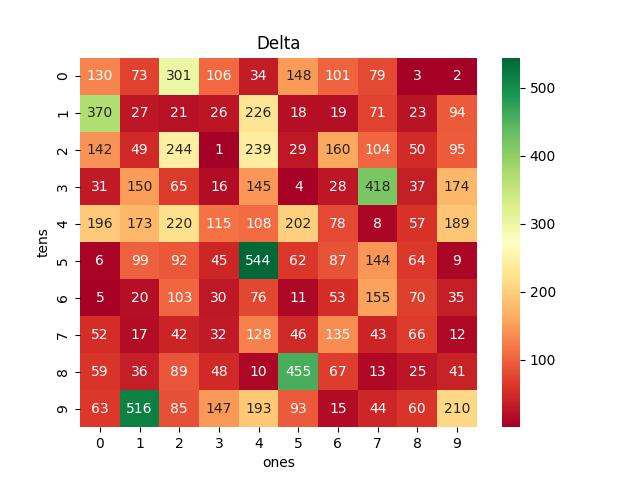 Delta
0 130 73 301 106 34 148 101 79 3 2
1 370 27 21 26 226 18 19 71 23 94
2 142 49 244 1 239 29 160 104 50 95
3 31 150 65 16 145 4 28 418 37 174
4 196 173 220 115 108 202 78 8 57 189
5 6 99 92 45 544 62 87 144 64 9
6 5 20 103 30 76 11 53 155 70 35
7 52 17 42 32 128 46 135 43 66 12
8 59 36 89 48 10 455 67 13 25 41
9 63 516 85 147 193 93 15 44 60 210
0 1 2 3 4 5 6 7 8 9
ones
tens
500
400
300
200
100